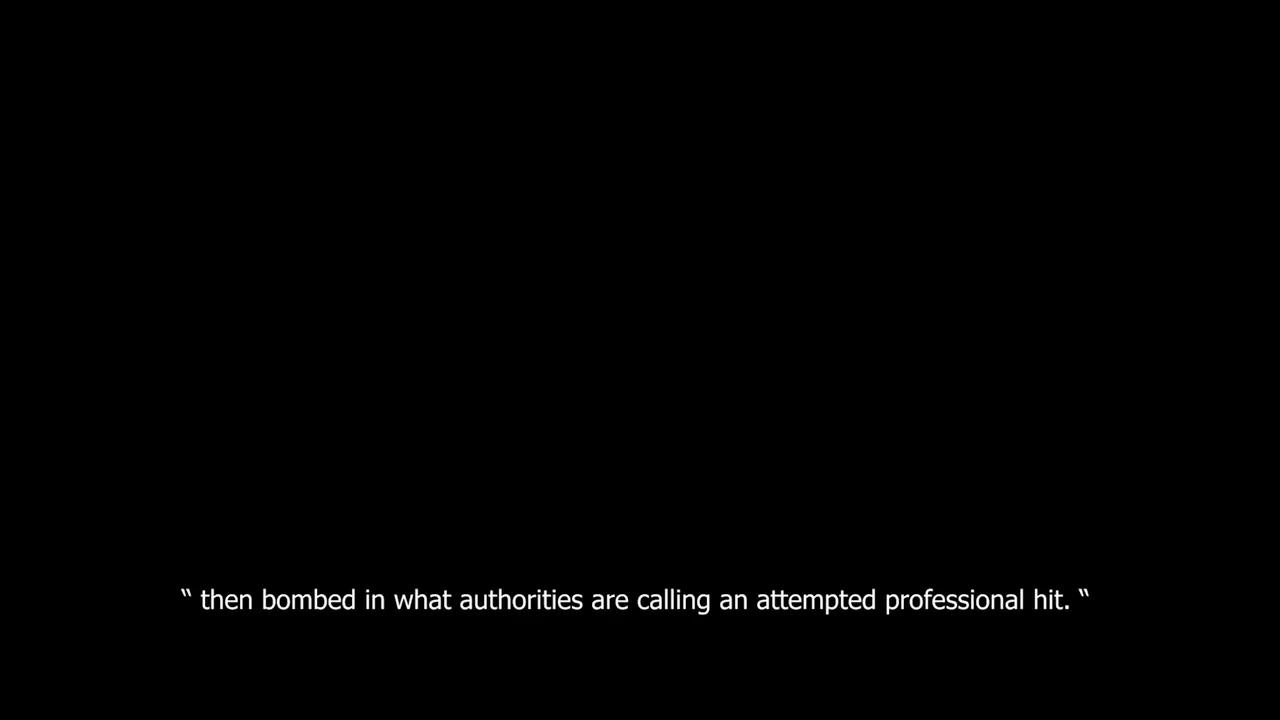 “ then bombed in what authorities are calling an attempted professional hit. “